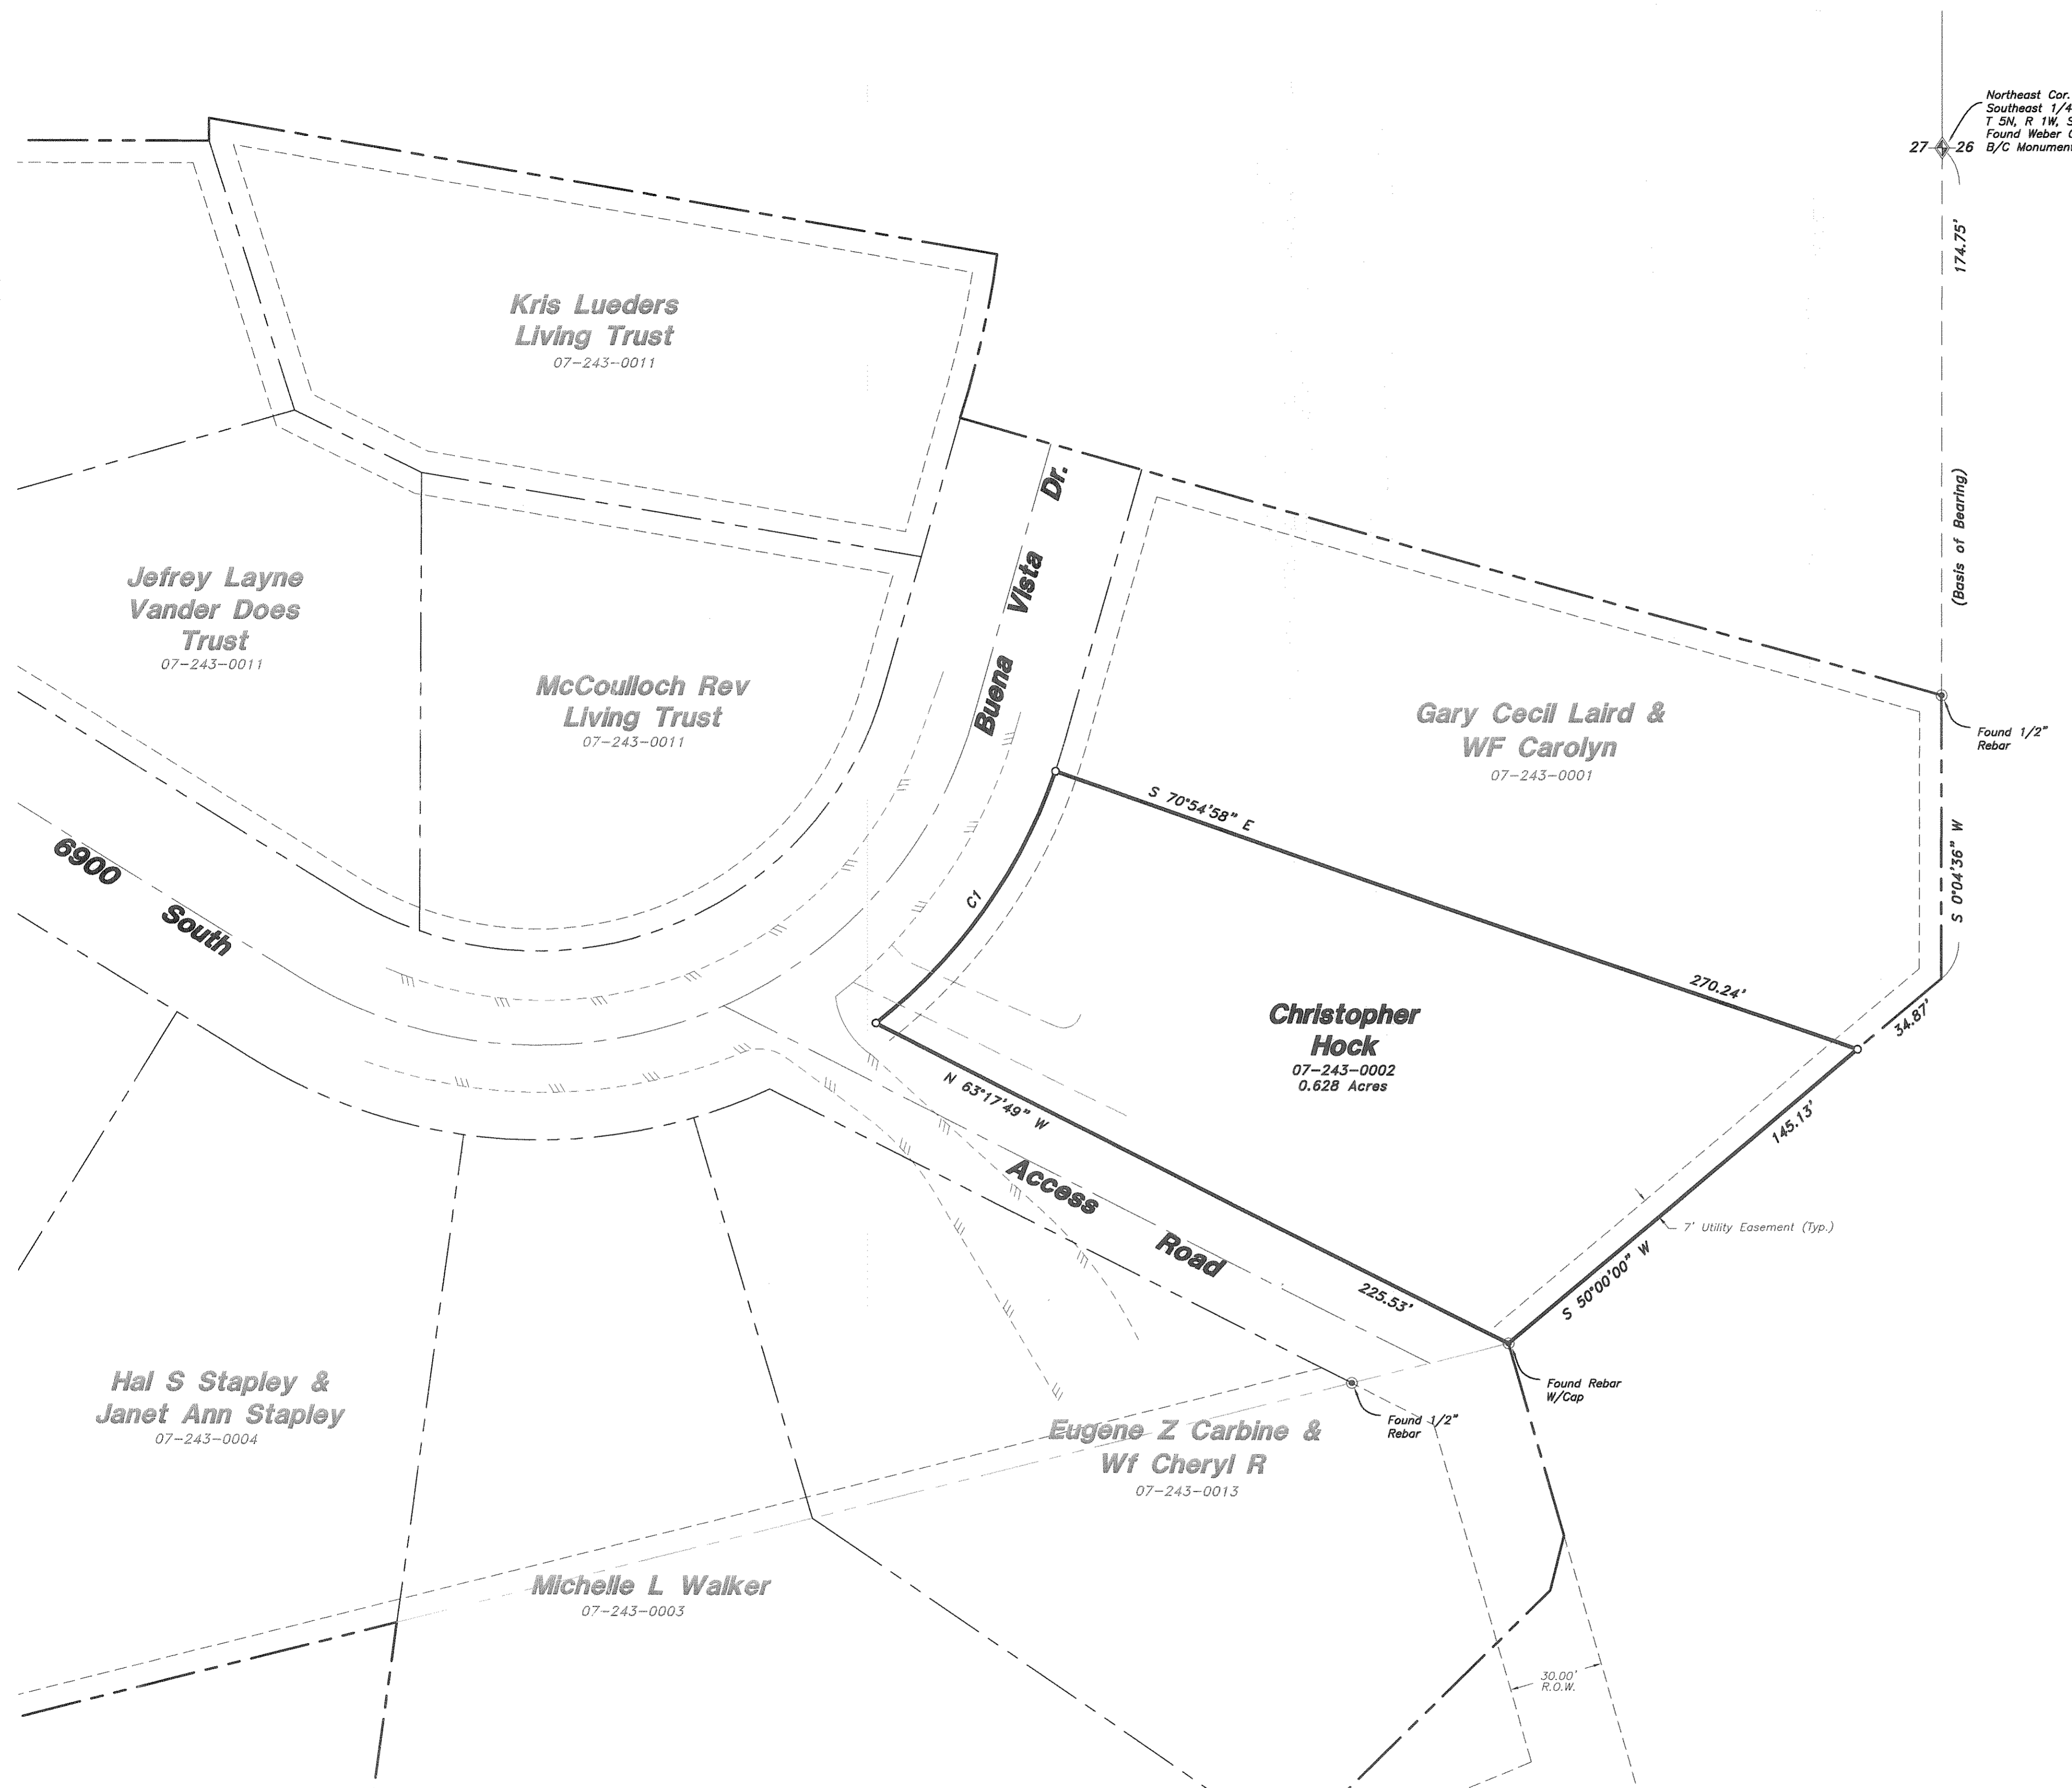 Northeast Cor.
Southeast 1/4
T 5N, R 1W,
Found Weber
B/C Monument
27 26
174.75'
(Basis of Bearing)
Kris Lueders
Living Trust
07-243-0011
Jefrey Layne
Vander Does
Trust
07-243-0011
McCoulloch Rev
Living Trust
07-243-0011
Buena Vista Dr.
Gary Cecil Laird &
WF Carolyn
07-243-0001
Found 1/2"
Rebar
S 0°04'36" W
S 70°54'58" E
270.24'
34.87'
6900 South
C1
Christopher
Hock
07-243-0002
0.628 Acres
N 63°17'49" W
225.53'
145.13'
S 50°00'00" W
7' Utility Easement (Typ.)
Access Road
Found Rebar
W/Cap
Found 1/2"
Rebar
Hal S Stapley &
Janet Ann Stapley
07-243-0004
Eugene Z Carbine &
Wf Cheryl R
07-243-0013
Michelle L Walker
07-243-0003
30.00'
R.O.W.